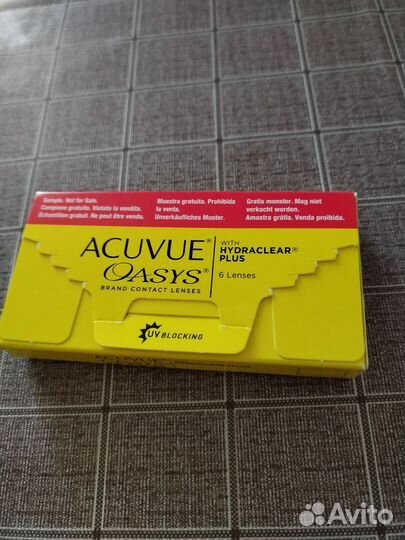 Sample. Not for Sale.
Campione gratuito. Vietata la vendita.
Échantillon gratuit. Ne peut être vendu.
Muestra gratuita. Prohibida
la venta.
Unverkäufliches Muster.
Gratis monster. Mag niet
verkocht worden.
Amostra grátis. Venda proibida.
ACUVUE®
OASYS®
BRAND CONTACT LENSES
WITH
HYDRACLEAR®
PLUS
6 Lenses
UV BLOCKING
Avito